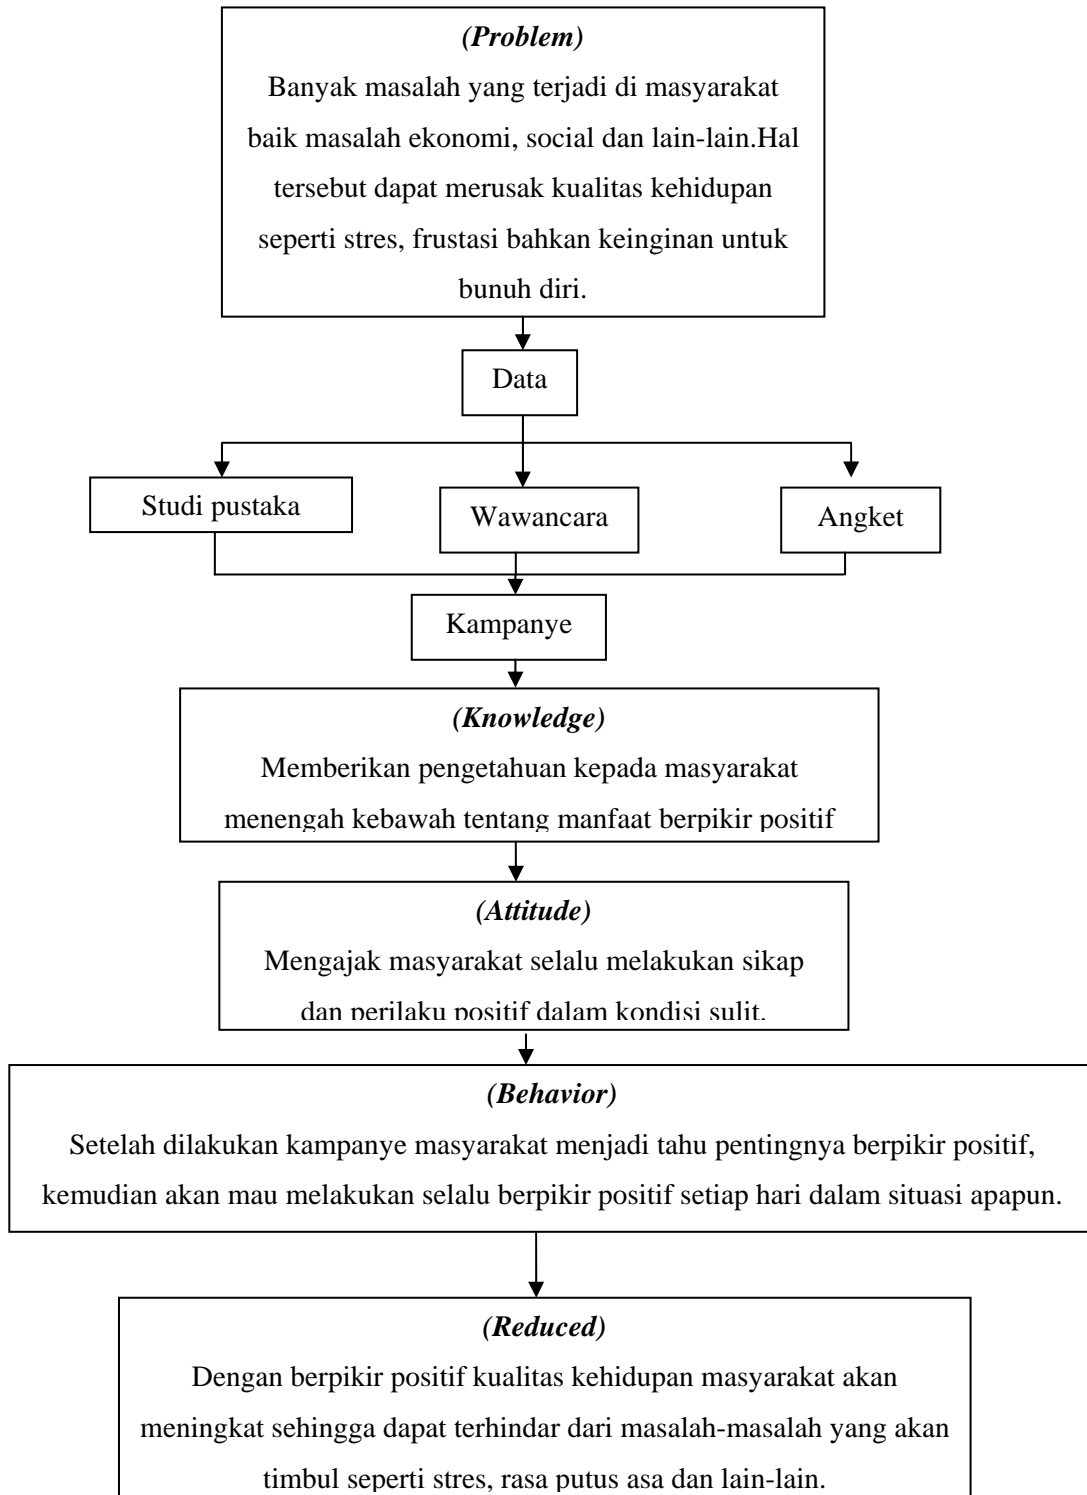 (Problem)
Banyak masalah yang terjadi di masyarakat
baik masalah ekonomi, social dan lain-lain.Hal
tersebut dapat merusak kualitas kehidupan
seperti stres, frustasi bahkan keinginan untuk
bunuh diri.
Data
Studi pustaka
Wawancara
Angket
Kampanye
(Knowledge)
Memberikan pengetahuan kepada masyarakat
menengah kebawah tentang manfaat berpikir positif
(Attitude)
Mengajak masyarakat selalu melakukan sikap
dan perilaku positif dalam kondisi sulit.
(Behavior)
Setelah dilakukan kampanye masyarakat menjadi tahu pentingnya berpikir positif,
kemudian akan mau melakukan selalu berpikir positif setiap hari dalam situasi apapun.
(Reduced)
Dengan berpikir positif kualitas kehidupan masyarakat akan
meningkat sehingga dapat terhindar dari masalah-masalah yang akan
timbul seperti stres, rasa putus asa dan lain-lain.